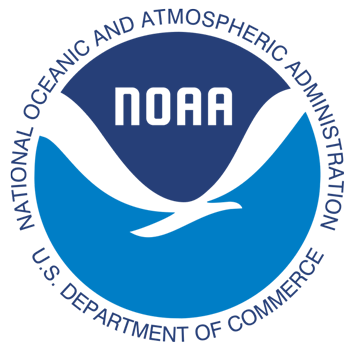 NATIONAL OCEANIC AND ATMOSPHERIC ADMINISTRATION
NOAA
U.S. DEPARTMENT OF COMMERCE